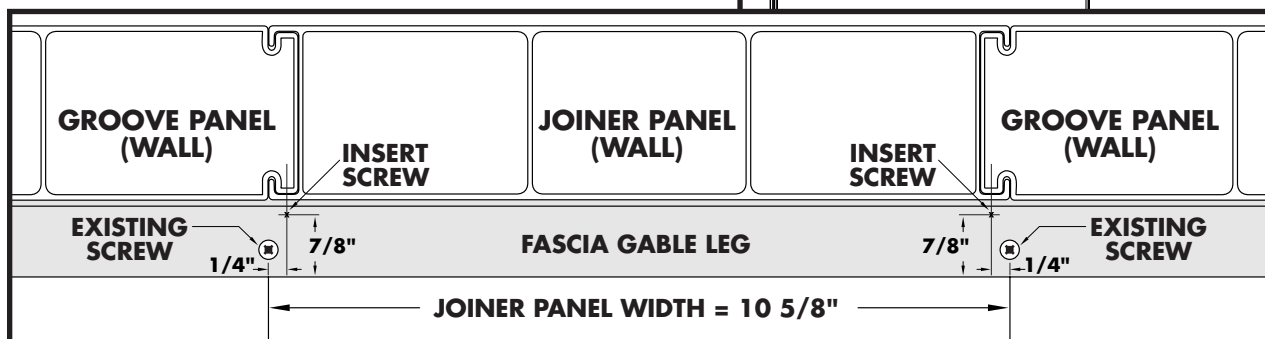 GROOVE PANEL
(WALL)
JOINER PANEL
(WALL)
GROOVE PANEL
(WALL)
INSERT
SCREW
INSERT
SCREW
EXISTING
SCREW
1/4"
7/8"
FASCIA GABLE LEG
7/8"
1/4"
EXISTING
SCREW
JOINER PANEL WIDTH = 10 5/8"